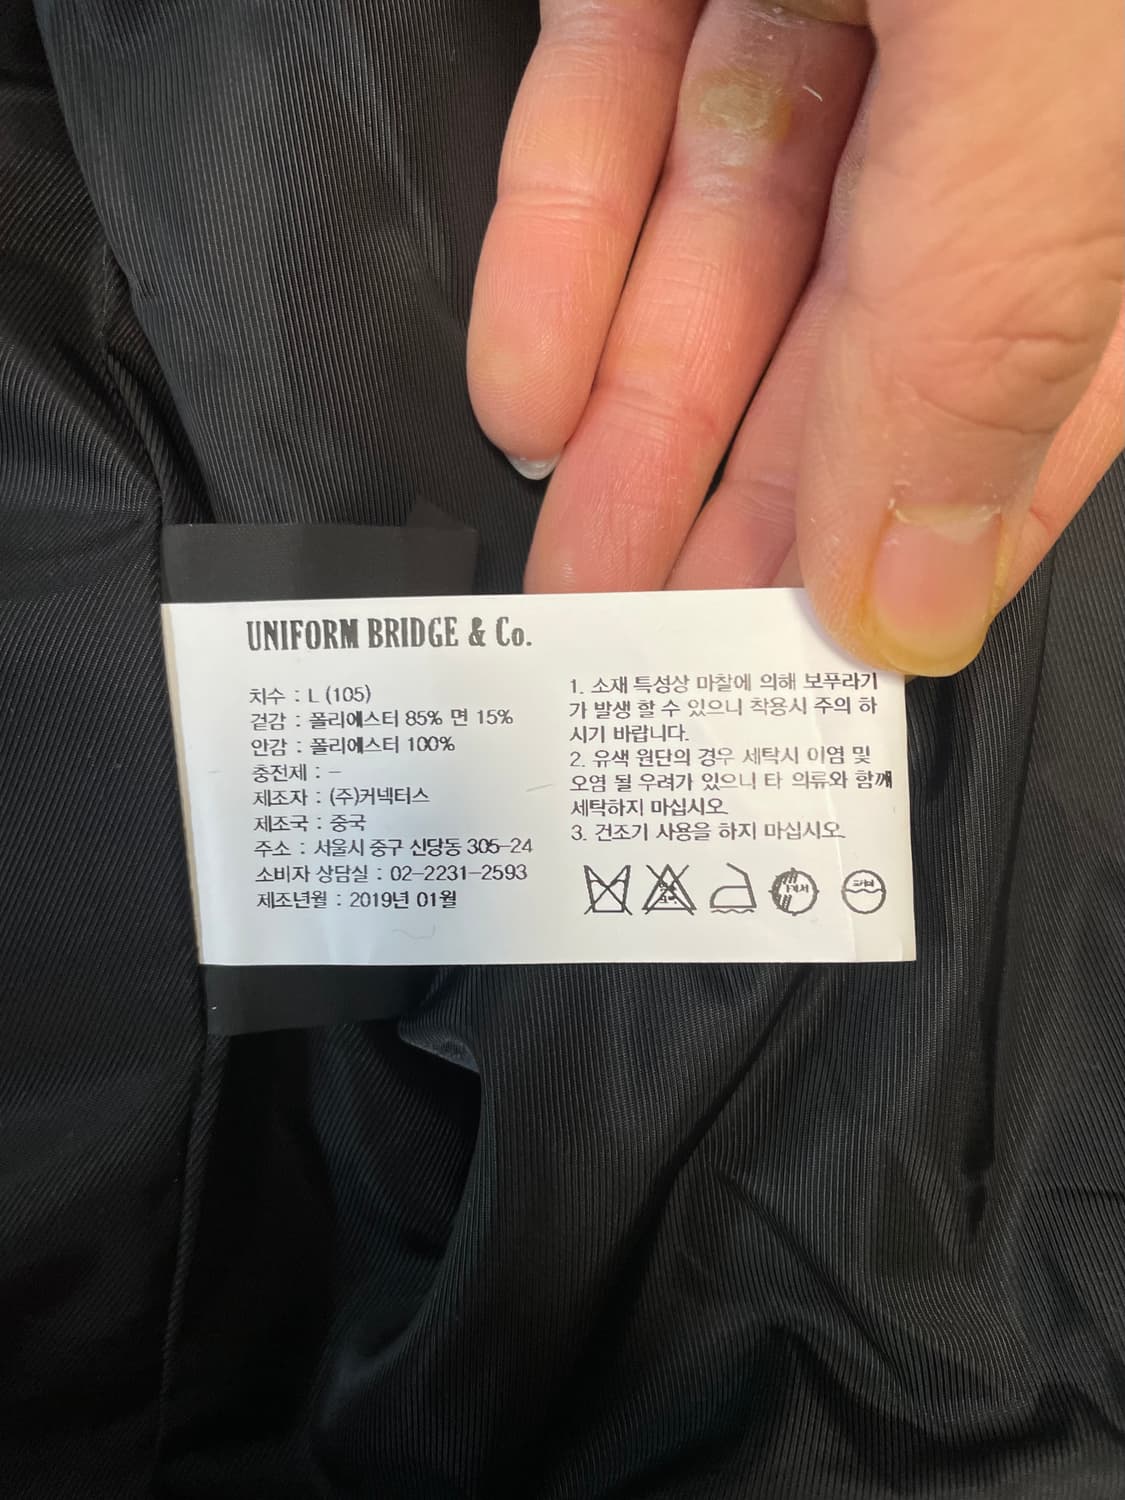 UNIFORM BRIDGE & Co.
치수 : L (105)
겉감 : 폴리에스터 85% 면 15%
안감 : 폴리에스터 100%
충전제 : -
제조자 : (주)커넥터스
제조국 : 중국
주소 : 서울시 중구 신당동 305-24
소비자 상담실 : 02-2231-2593
제조년월 : 2019년 01월
1. 소재 특성상 마찰에 의해 보푸라기
가 발생 할 수 있으니 착용시 주의 하
시기 바랍니다.
2. 유색 원단의 경우 세탁시 이염 및
오염 될 우려가 있으니 타 의류와 함께
세탁하지 마십시오.
3. 건조기 사용을 하지 마십시오.